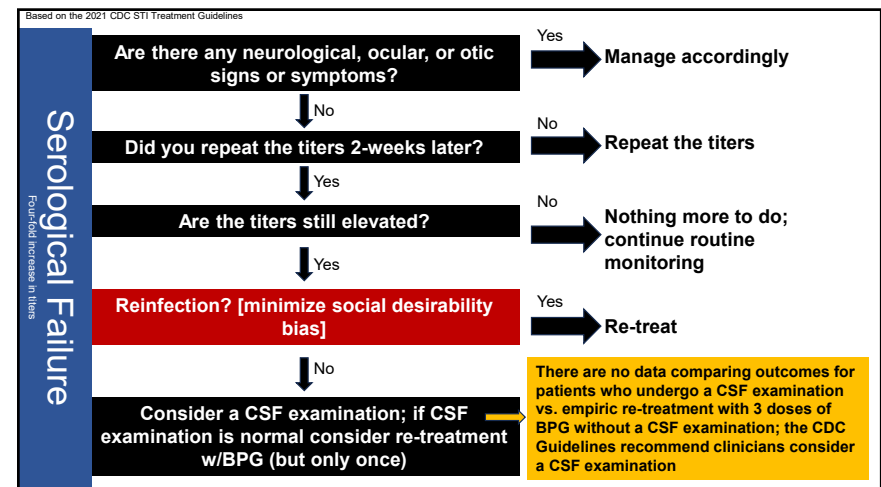 Based on the 2021 CDC STI Treatment Guidelines
Serological Failure
Four-fold increase in titers
Are there any neurological, ocular, or otic
signs or symptoms?
Yes
Manage accordingly
No
Did you repeat the titers 2-weeks later?
No
Repeat the titers
Yes
Are the titers still elevated?
No
Nothing more to do;
continue routine
monitoring
Yes
Reinfection? [minimize social desirability
bias]
Yes
Re-treat
No
Consider a CSF examination; if CSF
examination is normal consider re-treatment
w/BPG (but only once)
There are no data comparing outcomes for
patients who undergo a CSF examination
vs. empiric re-treatment with 3 doses of
BPG without a CSF examination; the CDC
Guidelines recommend clinicians consider
a CSF examination